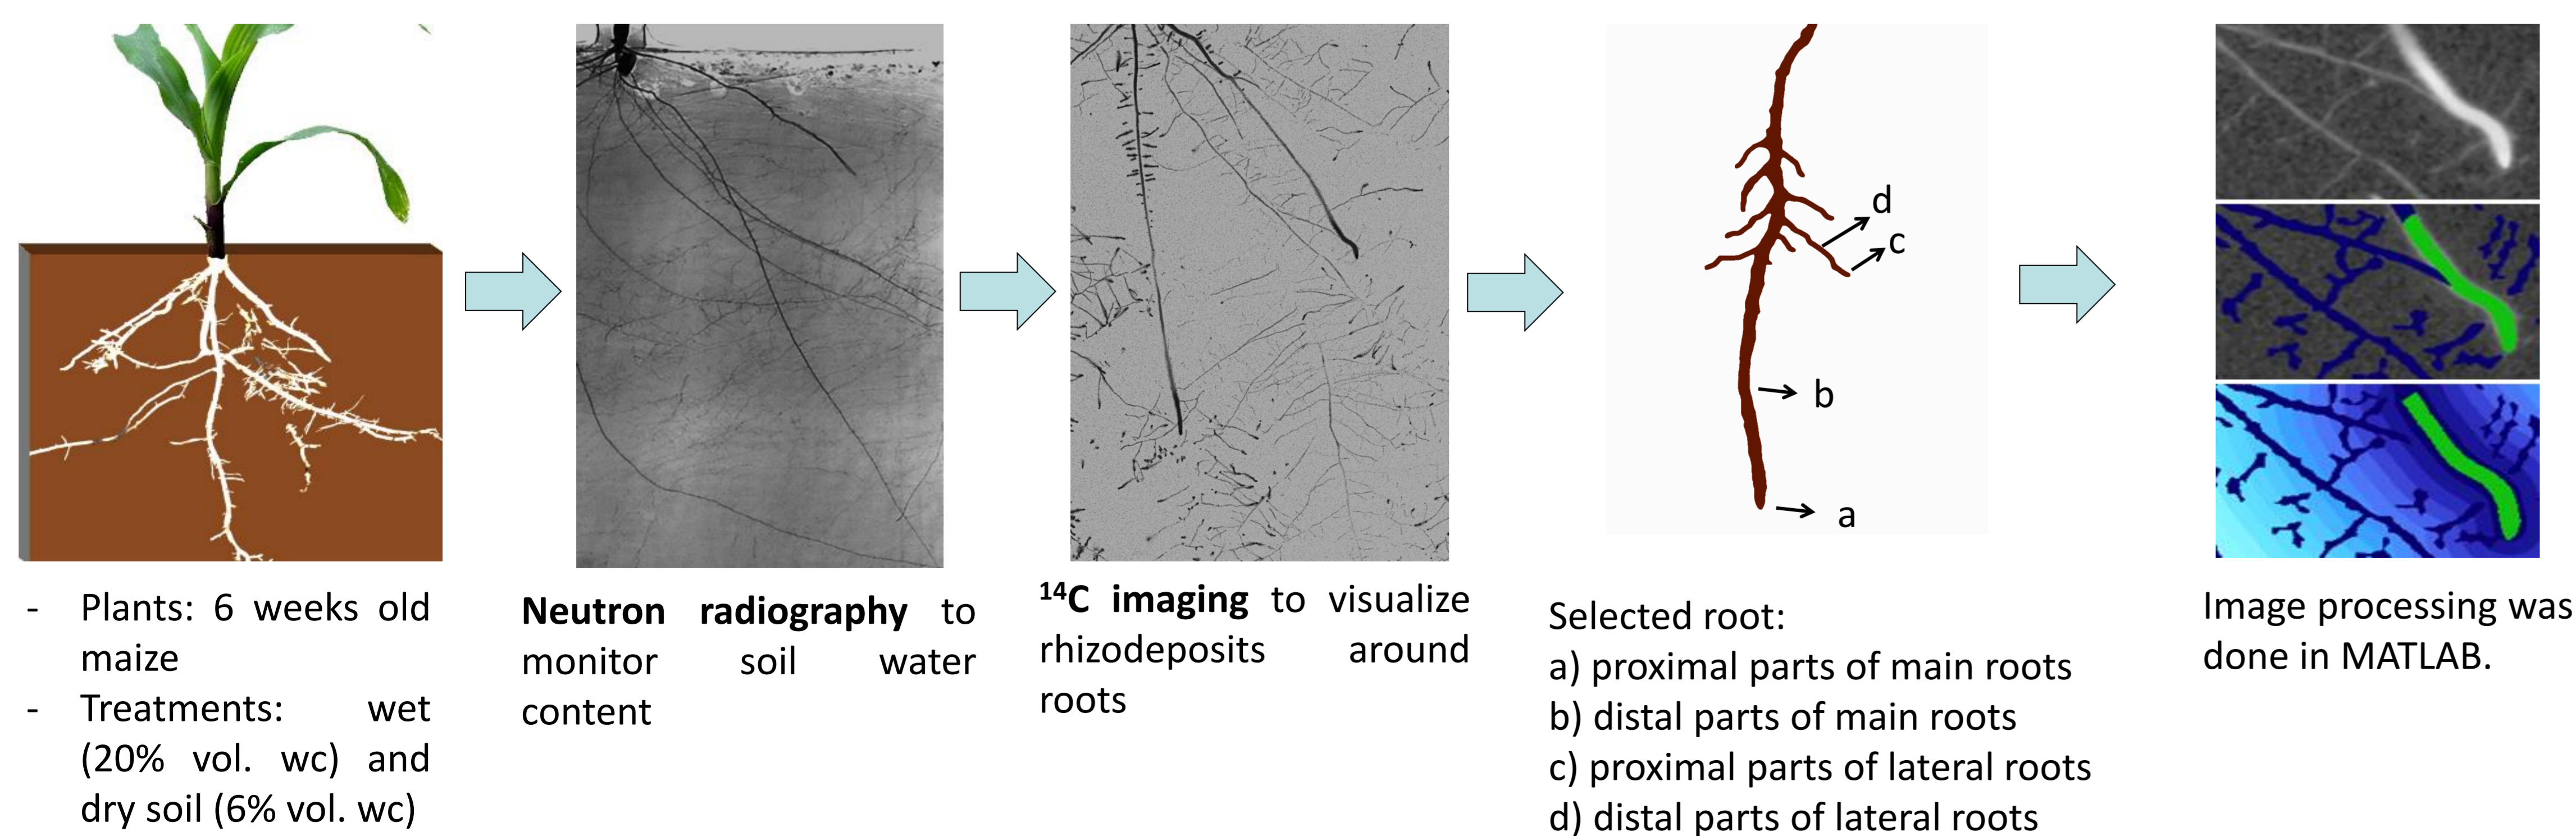 d
c
b
a
- Plants: 6 weeks old
maize
- Treatments: wet
(20% vol. wc) and
dry soil (6% vol. wc)
Neutron radiography to
monitor soil water
content
¹⁴C imaging to visualize
rhizodeposits around
roots
Selected root:
a) proximal parts of main roots
b) distal parts of main roots
c) proximal parts of lateral roots
d) distal parts of lateral roots
Image processing was
done in MATLAB.